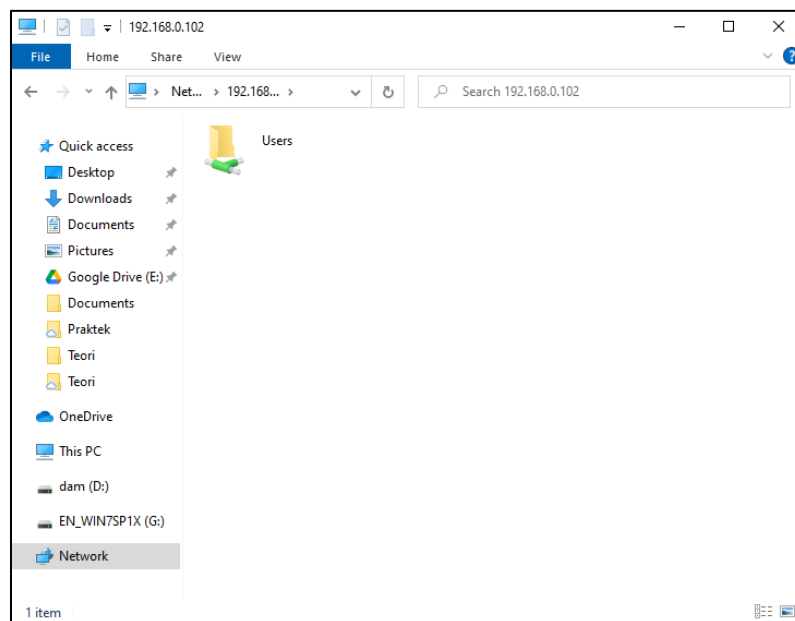 192.168.0.102
File Home Share View
Net... 192.168... Search 192.168.0.102
Quick access
Desktop
Downloads
Documents
Pictures
Google Drive (E:)
Documents
Praktek
Teori
Teori
OneDrive
This PC
dam (D:)
EN_WIN7SP1X (G:)
Network
Users
1 item